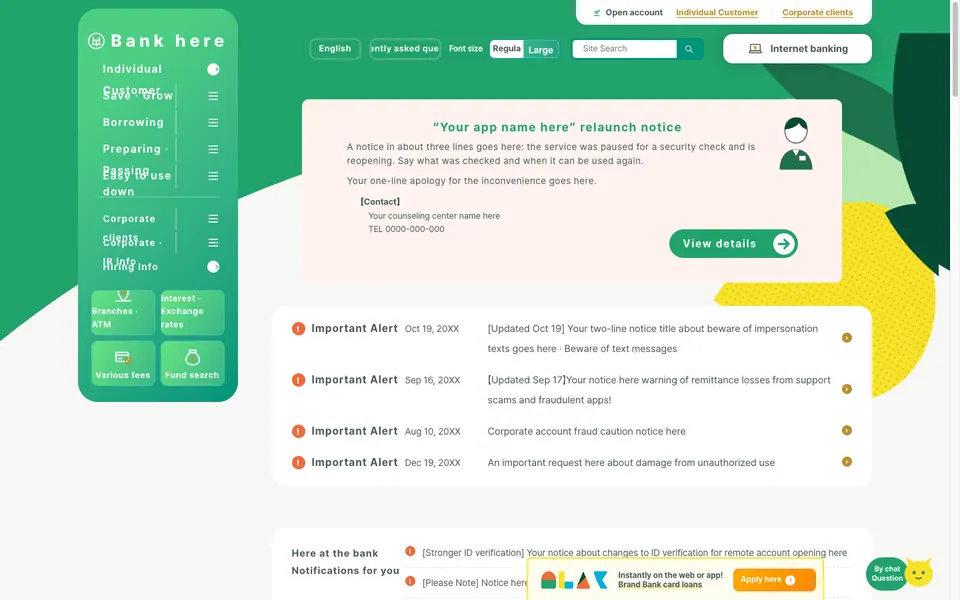 Open account Individual Customer Corporate clients
Bank here
English
ently asked que
Font size Regula Large
Site Search
Internet banking
Individual
Customer
Save · Grow
Borrowing
Preparing ·
Passing
Easy to use
down
Corporate
clients
Corporate ·
IR Info
Hiring Info
Branches ·
ATM
Interest ·
Exchange
rates
Various fees
Fund search
“Your app name here” relaunch notice
A notice in about three lines goes here: the service was paused for a security check and is
reopening. Say what was checked and when it can be used again.
Your one-line apology for the inconvenience goes here.
[Contact]
Your counseling center name here
TEL 0000-000-000
View details
Important Alert Oct 19, 20XX [Updated Oct 19] Your two-line notice title about beware of impersonation
texts goes here · Beware of text messages
Important Alert Sep 16, 20XX [Updated Sep 17]Your notice here warning of remittance losses from support
scams and fraudulent apps!
Important Alert Aug 10, 20XX Corporate account fraud caution notice here
Important Alert Dec 19, 20XX An important request here about damage from unauthorized use
Here at the bank
Notifications for you
[Stronger ID verification] Your notice about changes to ID verification for remote account opening here
[Please Note] Notice here
Instantly on the web or app!
Brand Bank card loans
Apply here
By chat
Question